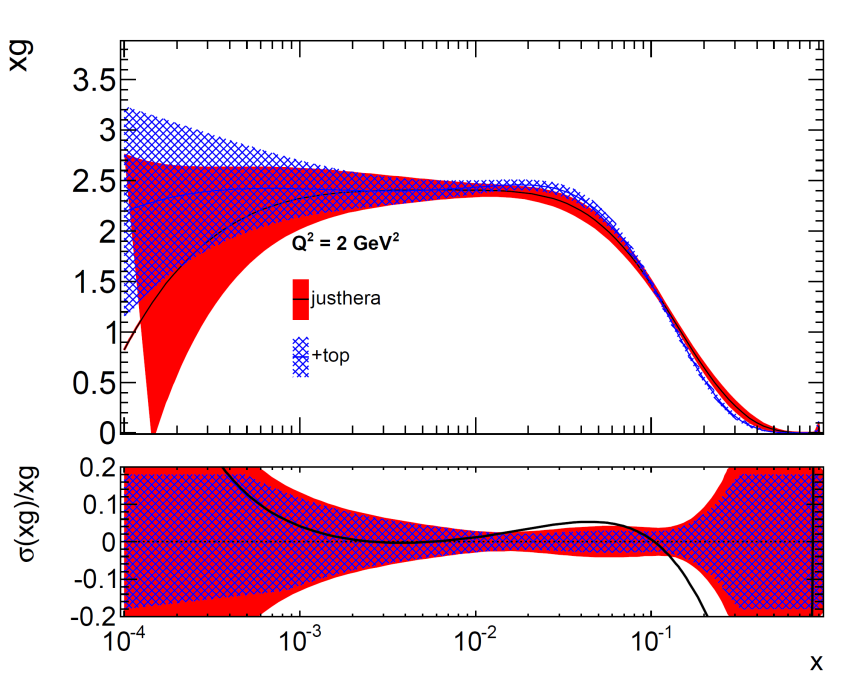 xg
3.5
3
2.5
2
1.5
1
0.5
0
Q² = 2 GeV²
justhera
+top
σ(xg)/xg
0.2
0.1
0
-0.1
-0.2
10⁻⁴
10⁻³
10⁻²
10⁻¹
x